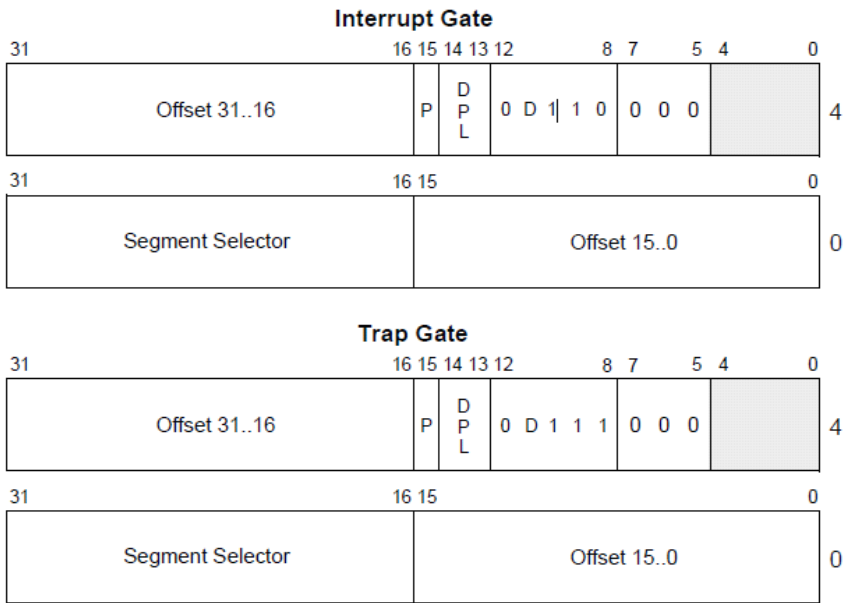 Interrupt Gate
31 16 15 14 13 12 8 7 5 4 0
Offset 31..16 P DPL 0 D 1 1 0 0 0 0 4
31 16 15 0
Segment Selector Offset 15..0 0
Trap Gate
31 16 15 14 13 12 8 7 5 4 0
Offset 31..16 P DPL 0 D 1 1 1 0 0 0 4
31 16 15 0
Segment Selector Offset 15..0 0